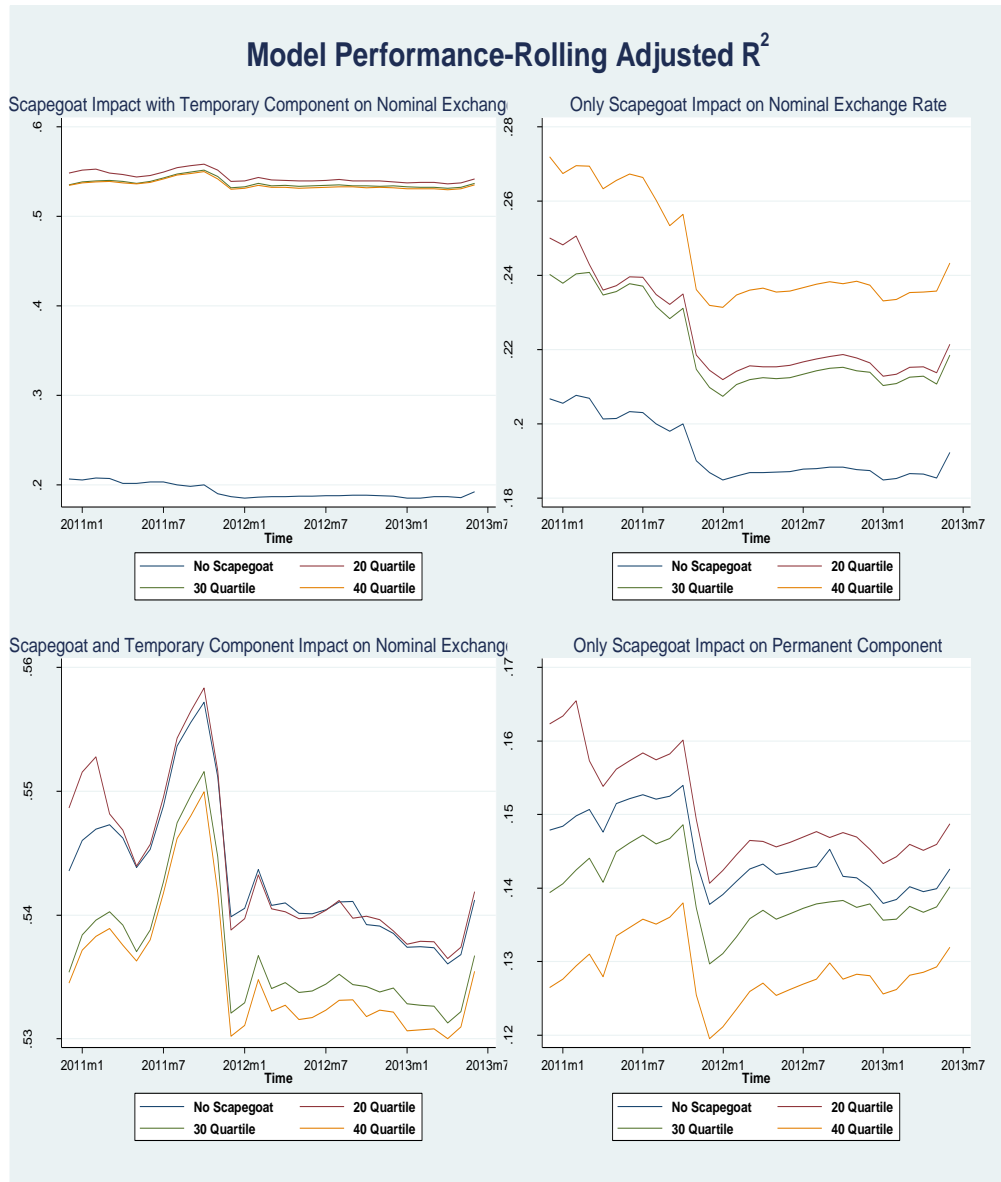 Model Performance-Rolling Adjusted R2
Scapegoat Impact with Temporary Component on Nominal Exchang
.6
.5
.4
.3
.2
2011m1 2011m7 2012m1 2012m7 2013m1 2013m7
Time
No Scapegoat 20 Quartile
30 Quartile 40 Quartile
Only Scapegoat Impact on Nominal Exchange Rate
.28
.26
.24
.22
.2
.18
2011m1 2011m7 2012m1 2012m7 2013m1 2013m7
Time
No Scapegoat 20 Quartile
30 Quartile 40 Quartile
Scapegoat and Temporary Component Impact on Nominal Exchang
.56
.55
.54
.53
2011m1 2011m7 2012m1 2012m7 2013m1 2013m7
Time
No Scapegoat 20 Quartile
30 Quartile 40 Quartile
Only Scapegoat Impact on Permanent Component
.17
.16
.15
.14
.13
.12
2011m1 2011m7 2012m1 2012m7 2013m1 2013m7
Time
No Scapegoat 20 Quartile
30 Quartile 40 Quartile